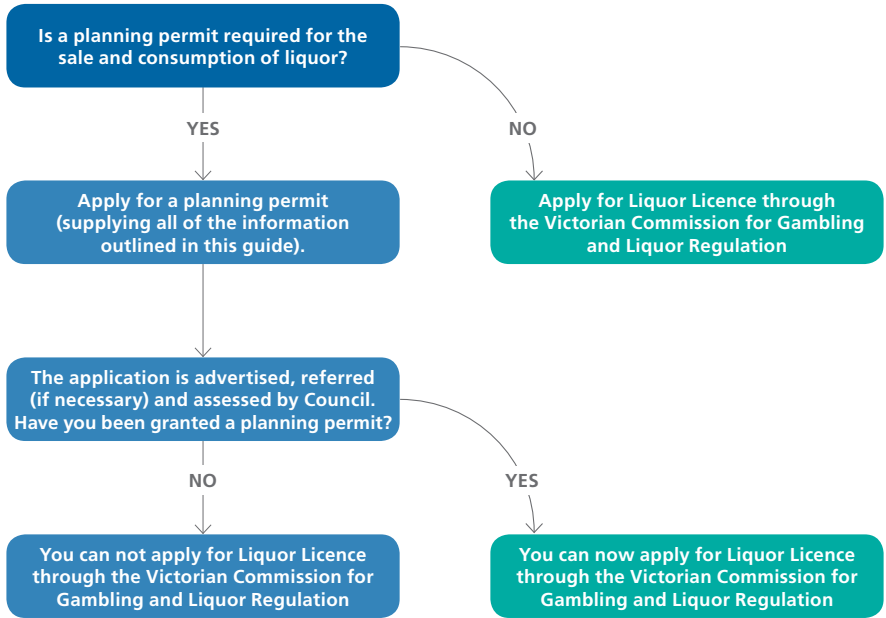 Is a planning permit required for the
sale and consumption of liquor?
YES
NO
Apply for a planning permit
(supplying all of the information
outlined in this guide).
Apply for Liquor Licence through
the Victorian Commission for Gambling
and Liquor Regulation
The application is advertised, referred
(if necessary) and assessed by Council.
Have you been granted a planning permit?
NO
YES
You can not apply for Liquor Licence
through the Victorian Commission for
Gambling and Liquor Regulation
You can now apply for Liquor Licence
through the Victorian Commission for
Gambling and Liquor Regulation